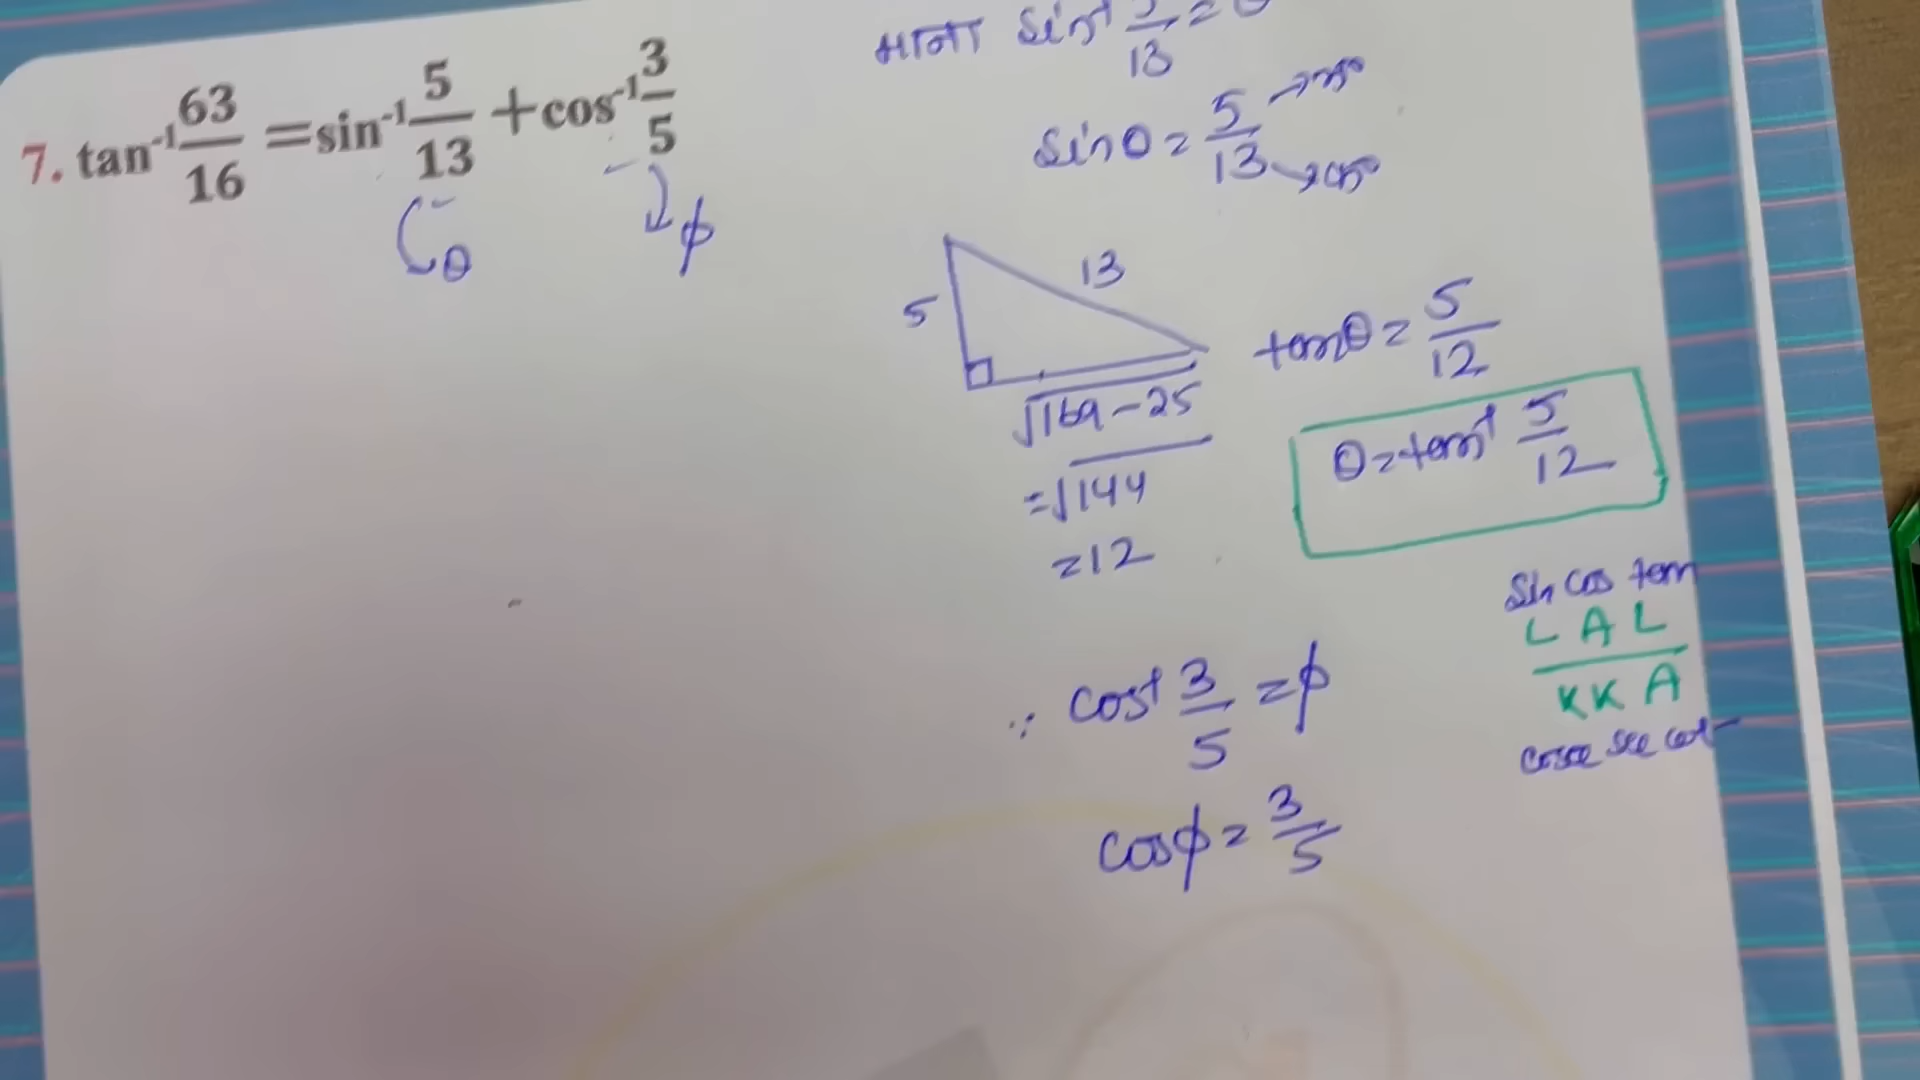 7. tan⁻¹ 63/16 = sin⁻¹ 5/13 + cos⁻¹ 3/5
θ
ϕ
माना sin⁻¹ 5/13 = θ
sinθ = 5/13
5
13
√169-25
=√144
=12
tanθ = 5/12
θ=tan⁻¹ 5/12
Sin cos tan
L A L
K K A
cosec sec cot
∵ cos⁻¹ 3/5 = ϕ
cosϕ = 3/5